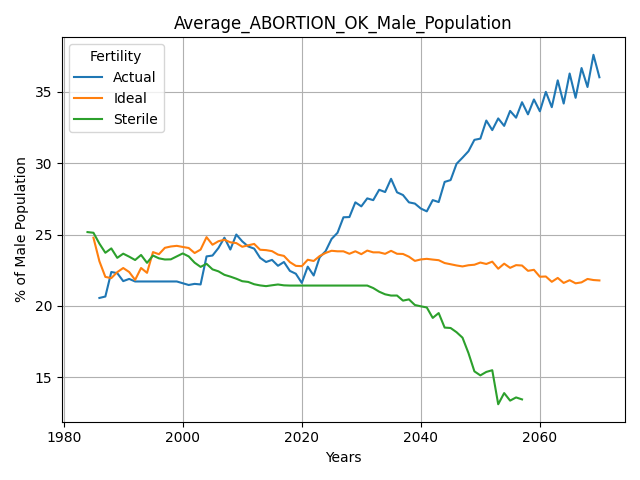 Average_ABORTION_OK_Male_Population
Fertility
Actual
Ideal
Sterile
% of Male Population
35
30
25
20
15
1980
2000
2020
2040
2060
Years